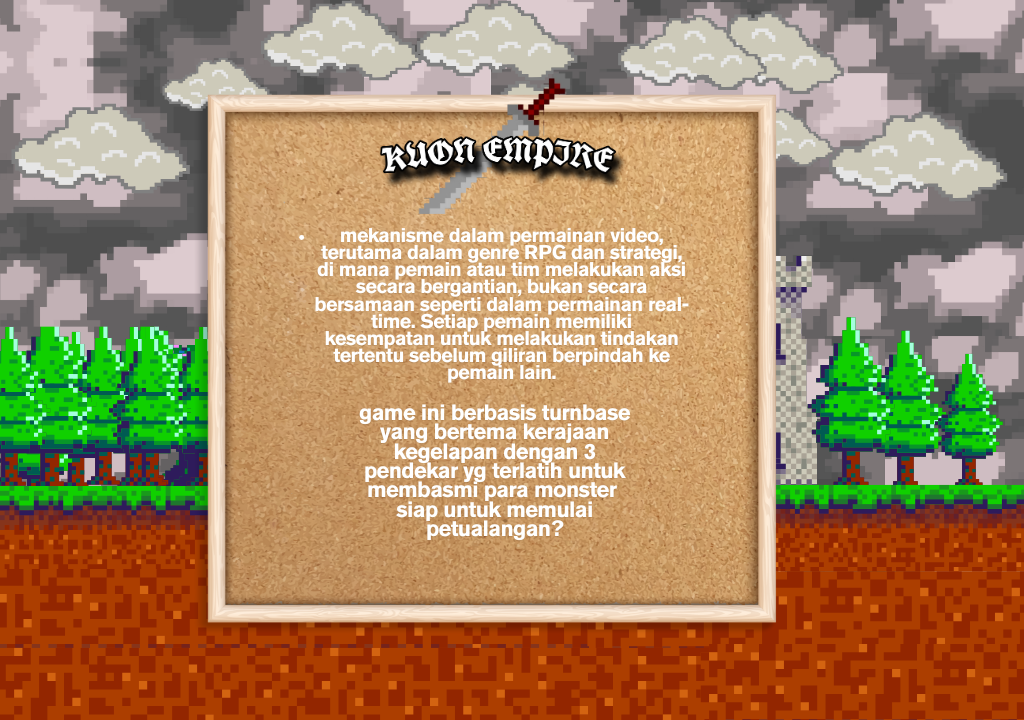 KUON EMPIRE
• mekanisme dalam permainan video,
terutama dalam genre RPG dan strategi,
di mana pemain atau tim melakukan aksi
secara bergantian, bukan secara
bersamaan seperti dalam permainan real-
time. Setiap pemain memiliki
kesempatan untuk melakukan tindakan
tertentu sebelum giliran berpindah ke
pemain lain.
game ini berbasis turnbase
yang bertema kerajaan
kegelapan dengan 3
pendekar yg terlatih untuk
membasmi para monster
siap untuk memulai
petualangan?